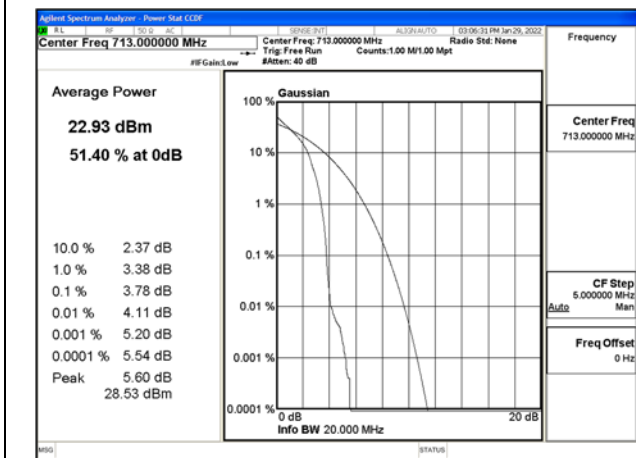 Agilent Spectrum Analyzer - Power Stat CCDF
RL RF 50 Ω AC SENSE:INT ALIGN AUTO 03:06:31 PM Jan 29, 2022
Center Freq 713.000000 MHz
Center Freq: 713.000000 MHz Radio Std: None
Trig: Free Run Counts:1.00 M/1.00 Mpt
#IFGain:Low #Atten: 40 dB
Frequency
Average Power
22.93 dBm
51.40 % at 0dB
10.0 % 2.37 dB
1.0 % 3.38 dB
0.1 % 3.78 dB
0.01 % 4.11 dB
0.001 % 5.20 dB
0.0001 % 5.54 dB
Peak 5.60 dB
28.53 dBm
Gaussian
100 %
10 %
1 %
0.1 %
0.01 %
0.001 %
0.0001 %
0 dB 20 dB
Info BW 20.000 MHz
Center Freq
713.000000 MHz
CF Step
5.000000 MHz
Auto Man
Freq Offset
0 Hz
MSG STATUS